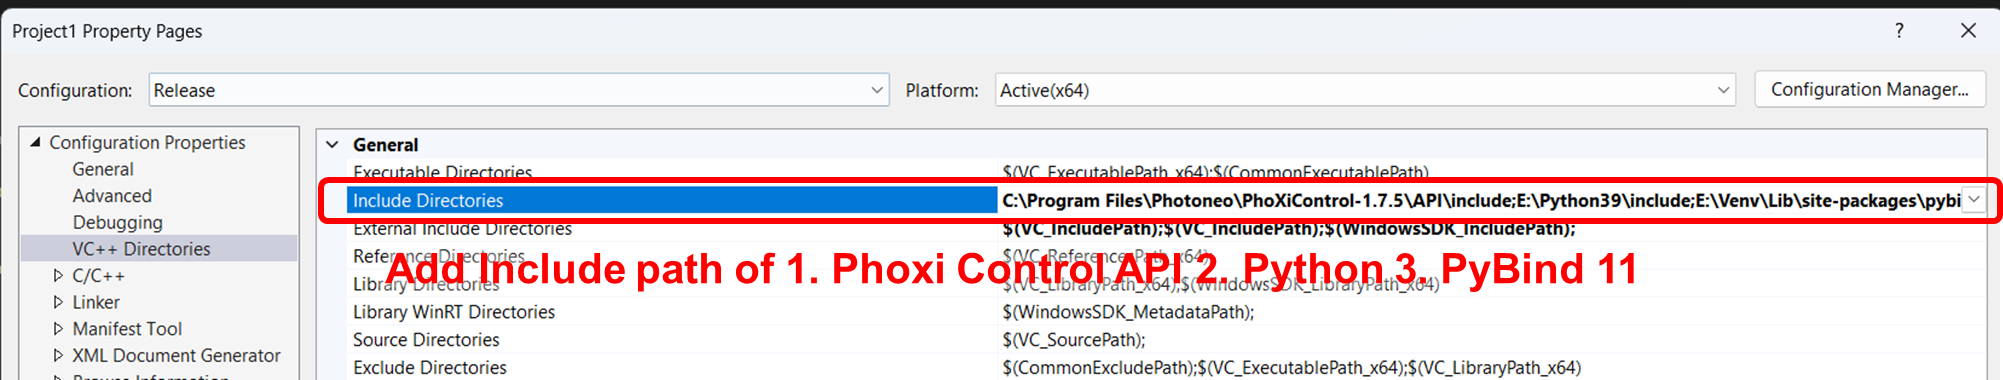 Project1 Property Pages
?
Configuration: Release Platform: Active(x64) Configuration Manager...
Configuration Properties
General
Advanced
Debugging
VC++ Directories
C/C++
Linker
Manifest Tool
XML Document Generator
Browse Information
General
Executable Directories $(VC_ExecutablePath_x64);$(CommonExecutablePath)
Include Directories C:\Program Files\Photoneo\PhoXiControl-1.7.5\API\include;E:\Python39\include;E:\Venv\Lib\site-packages\pybi
External Include Directories $(VC_IncludePath);$(VC_IncludePath);$(WindowsSDK_IncludePath);
Reference Directories $(VC_ReferencesPath_x64);
Add Include path of 1. Phoxi Control API 2. Python 3. PyBind 11
Library Directories $(VC_LibraryPath_x64);$(WindowsSDK_LibraryPath_x64)
Library WinRT Directories $(WindowsSDK_MetadataPath);
Source Directories $(VC_SourcePath);
Exclude Directories $(CommonExcludePath);$(VC_ExecutablePath_x64);$(VC_LibraryPath_x64)